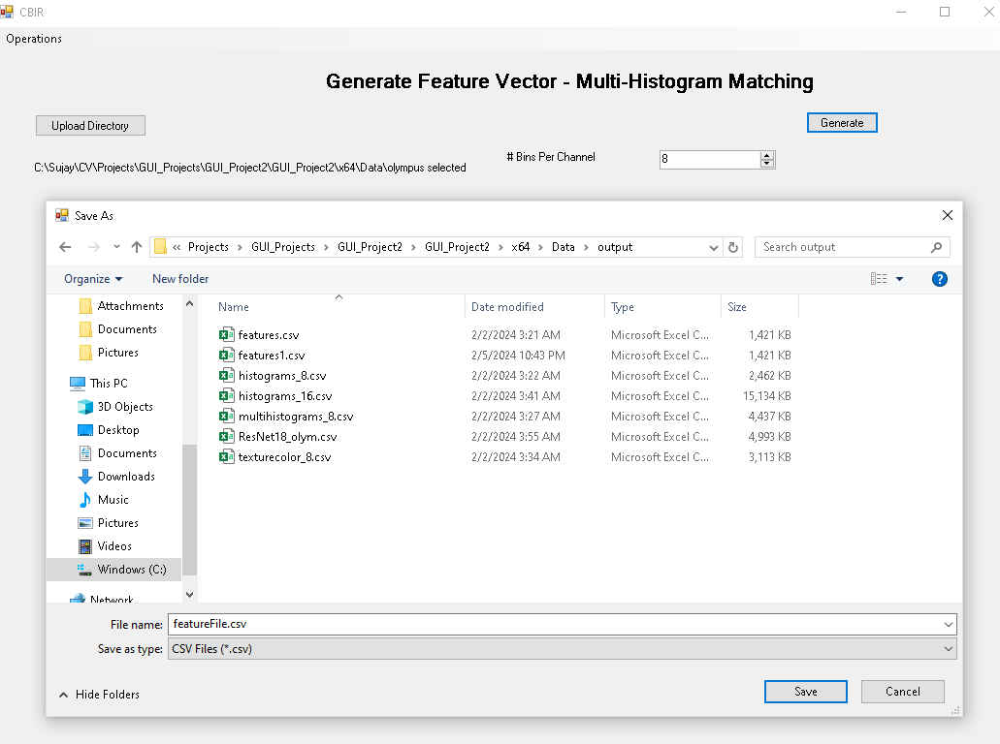 CBIR
Operations
Generate Feature Vector - Multi-Histogram Matching
Upload Directory
Generate
# Bins Per Channel
8
C:\Sujay\CV\Projects\GUI_Projects\GUI_Project2\GUI_Project2\x64\Data\olympus selected
Save As
« Projects > GUI_Projects > GUI_Project2 > GUI_Project2 > x64 > Data > output
Search output
Organize
New folder
?
Attachments
Documents
Pictures
This PC
3D Objects
Desktop
Documents
Downloads
Music
Pictures
Videos
Windows (C:)
Network
Name Date modified Type Size
features.csv 2/2/2024 3:21 AM Microsoft Excel C... 1,421 KB
features1.csv 2/5/2024 10:43 PM Microsoft Excel C... 1,421 KB
histograms_8.csv 2/2/2024 3:22 AM Microsoft Excel C... 2,462 KB
histograms_16.csv 2/2/2024 3:41 AM Microsoft Excel C... 15,134 KB
multihistograms_8.csv 2/2/2024 3:27 AM Microsoft Excel C... 4,437 KB
ResNet18_olym.csv 2/2/2024 3:55 AM Microsoft Excel C... 4,993 KB
texturecolor_8.csv 2/2/2024 3:34 AM Microsoft Excel C... 3,113 KB
File name: featureFile.csv
Save as type: CSV Files (*.csv)
Hide Folders
Save
Cancel